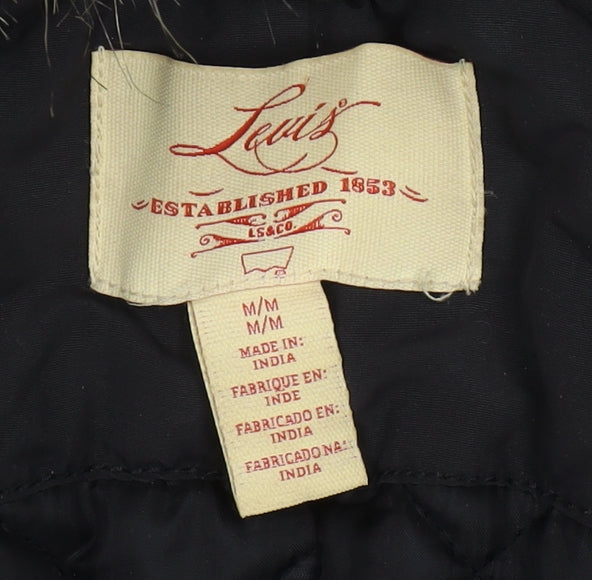 Levi's®
ESTABLISHED 1853
LS&CO.
M/M
M/M
MADE IN:
INDIA
FABRIQUE EN:
INDE
FABRICADO EN:
INDIA
FABRICADO NA:
INDIA